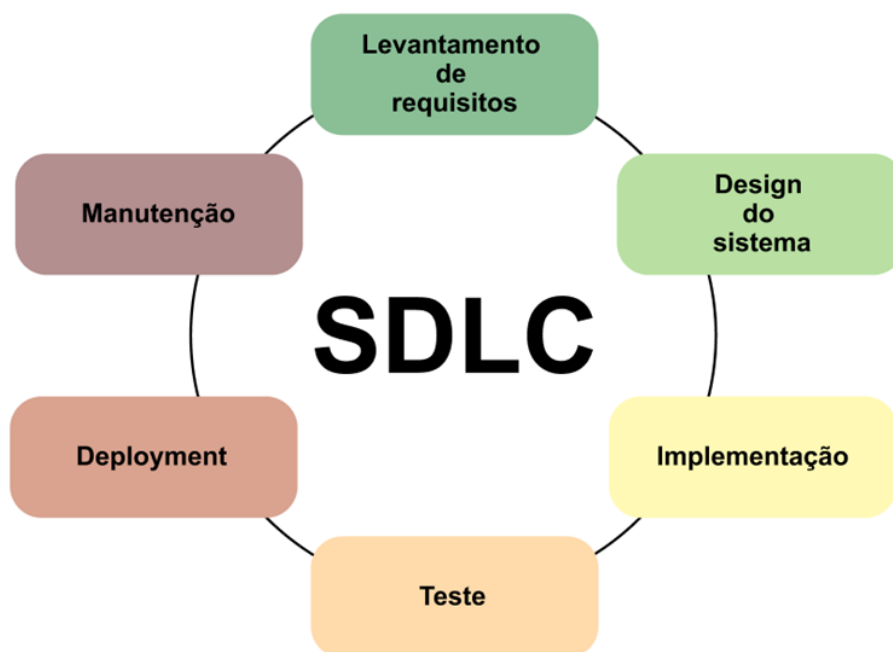 Levantamento
de
requisitos
Manutenção
Design
do
sistema
SDLC
Deployment
Implementação
Teste